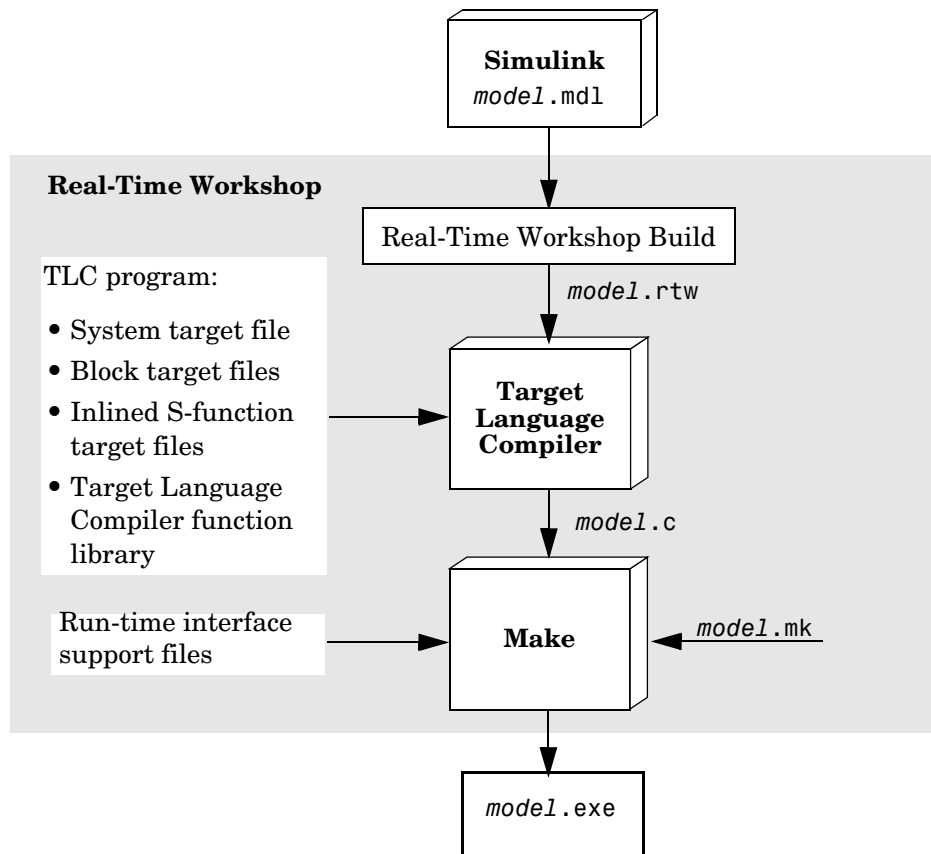 Simulink
model.mdl
Real-Time Workshop
Real-Time Workshop Build
model.rtw
TLC program:
• System target file
• Block target files
• Inlined S-function
target files
• Target Language
Compiler function
library
Target
Language
Compiler
model.c
Run-time interface
support files
Make
model.mk
model.exe